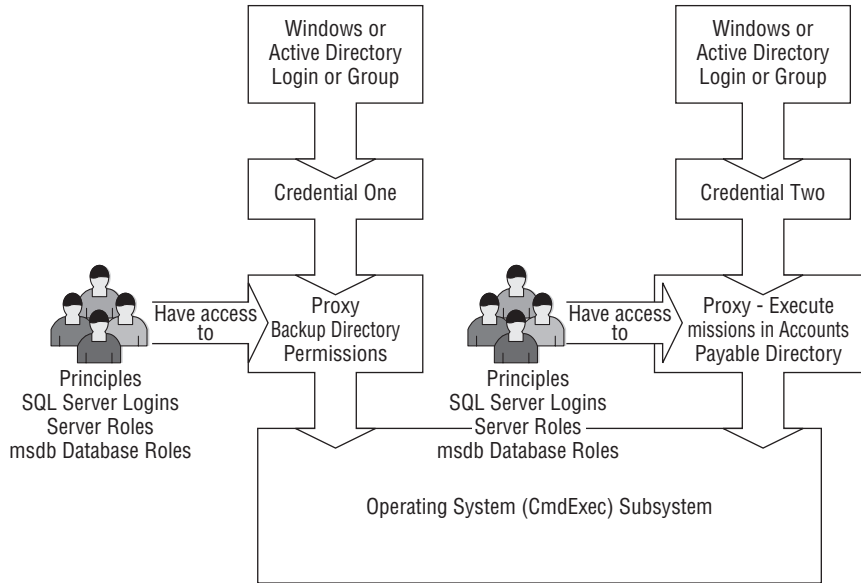 Windows or
Active Directory
Login or Group
Windows or
Active Directory
Login or Group
Credential One
Credential Two
Have access
to
Proxy
Backup Directory
Permissions
Have access
to
Proxy - Execute
missions in Accounts
Payable Directory
Principles
SQL Server Logins
Server Roles
msdb Database Roles
Principles
SQL Server Logins
Server Roles
msdb Database Roles
Operating System (CmdExec) Subsystem